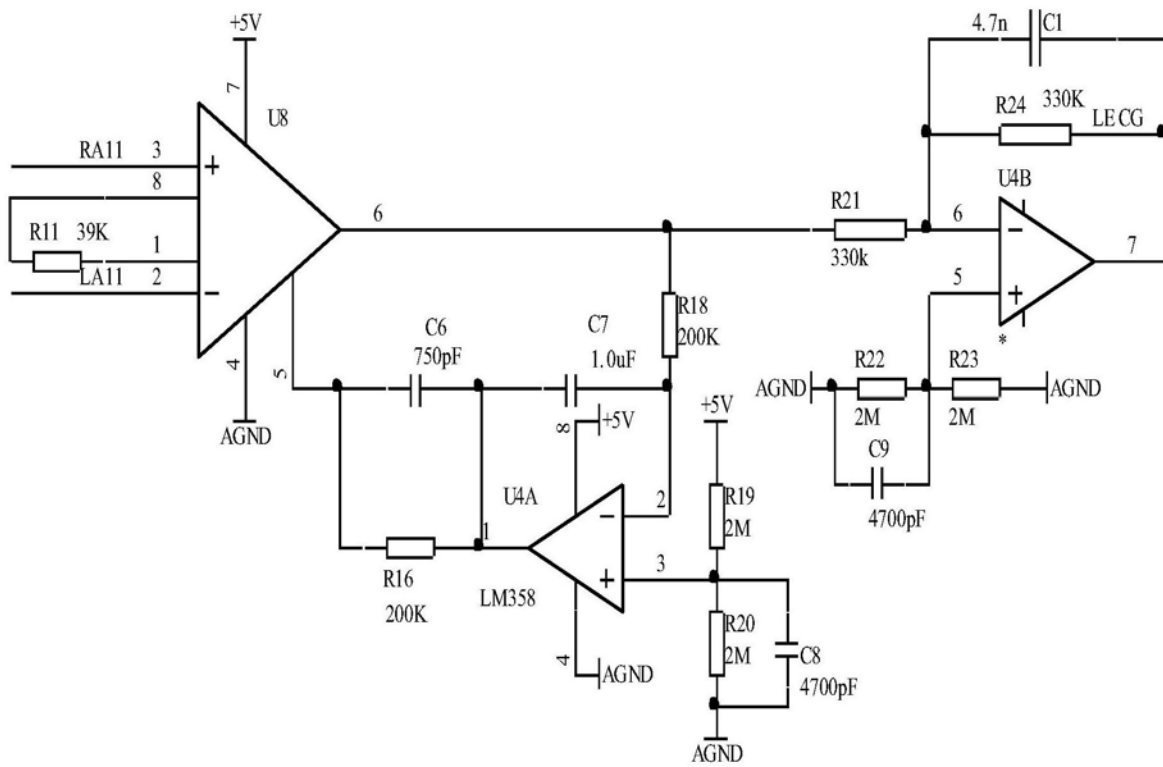 +5V
4.7n C1
7
U8
R24 330K
LECG
RA11 3
+
8
U4B
6
R21
6
−
7
R11 39K
1
330k
LA11 2
−
5
+
R18
200K
C6
C7
*
750pF
1.0uF
R22 R23
4
5
AGND
AGND
2M 2M
+5V
+5V
AGND
8
C9
U4A
R19
2M
4700pF
2
−
1
3
R16
LM358
+
200K
R20
2M
C8
4
AGND
4700pF
AGND